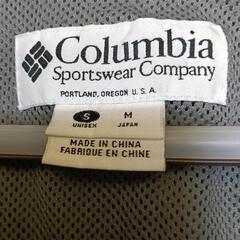 Columbia
Sportswear Company
PORTLAND, OREGON U.S.A.
S M
UNISEX JAPAN
MADE IN CHINA
FABRIQUE EN CHINE